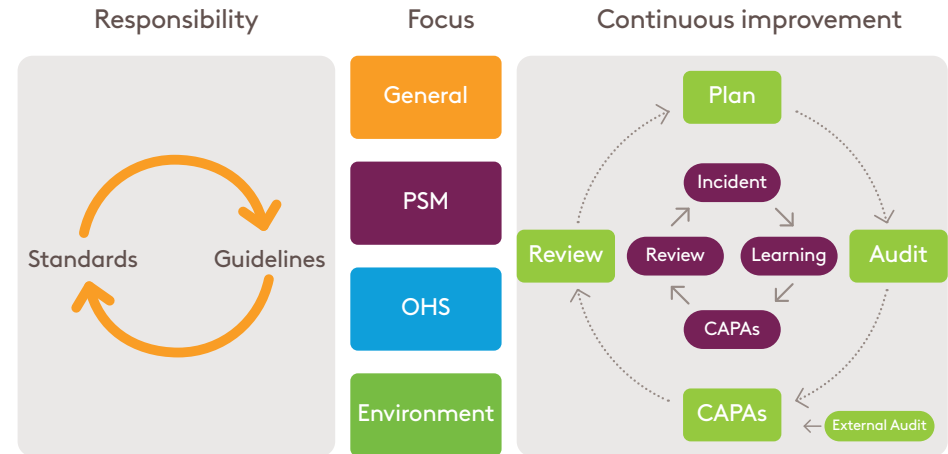 Responsibility
Focus
Continuous improvement
Standards
Guidelines
General
PSM
OHS
Environment
Plan
Incident
Review
Review
Learning
Audit
CAPAs
CAPAs
External Audit